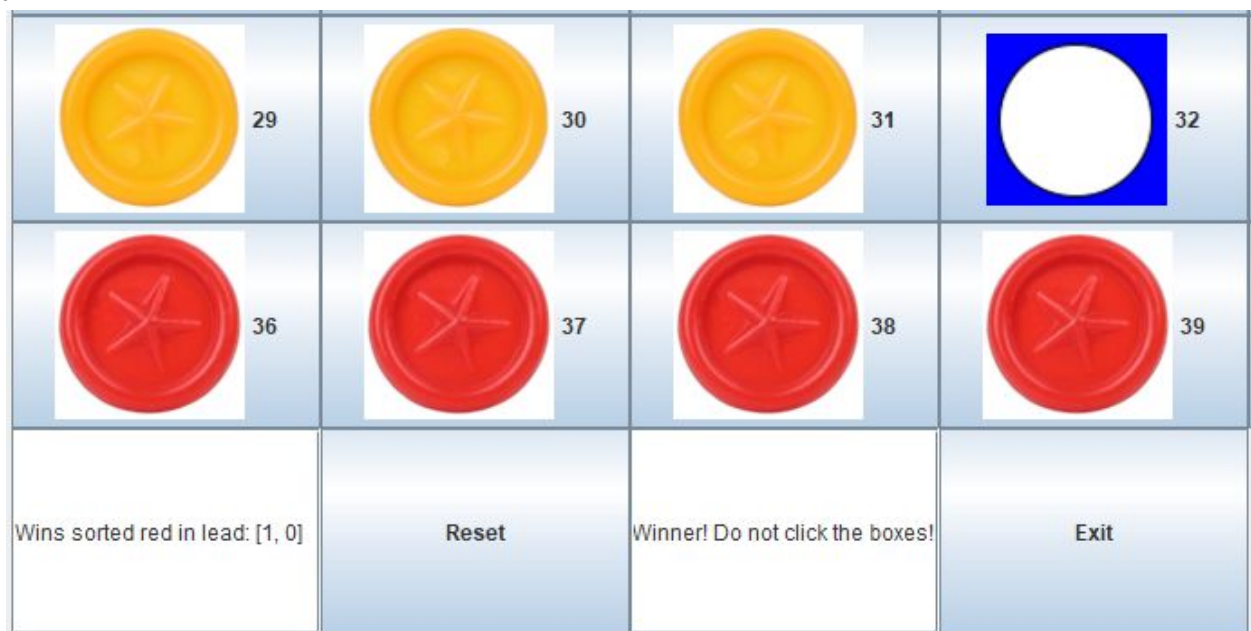 29
30
31
32
36
37
38
39
Wins sorted red in lead: [1, 0]
Reset
Winner! Do not click the boxes!
Exit